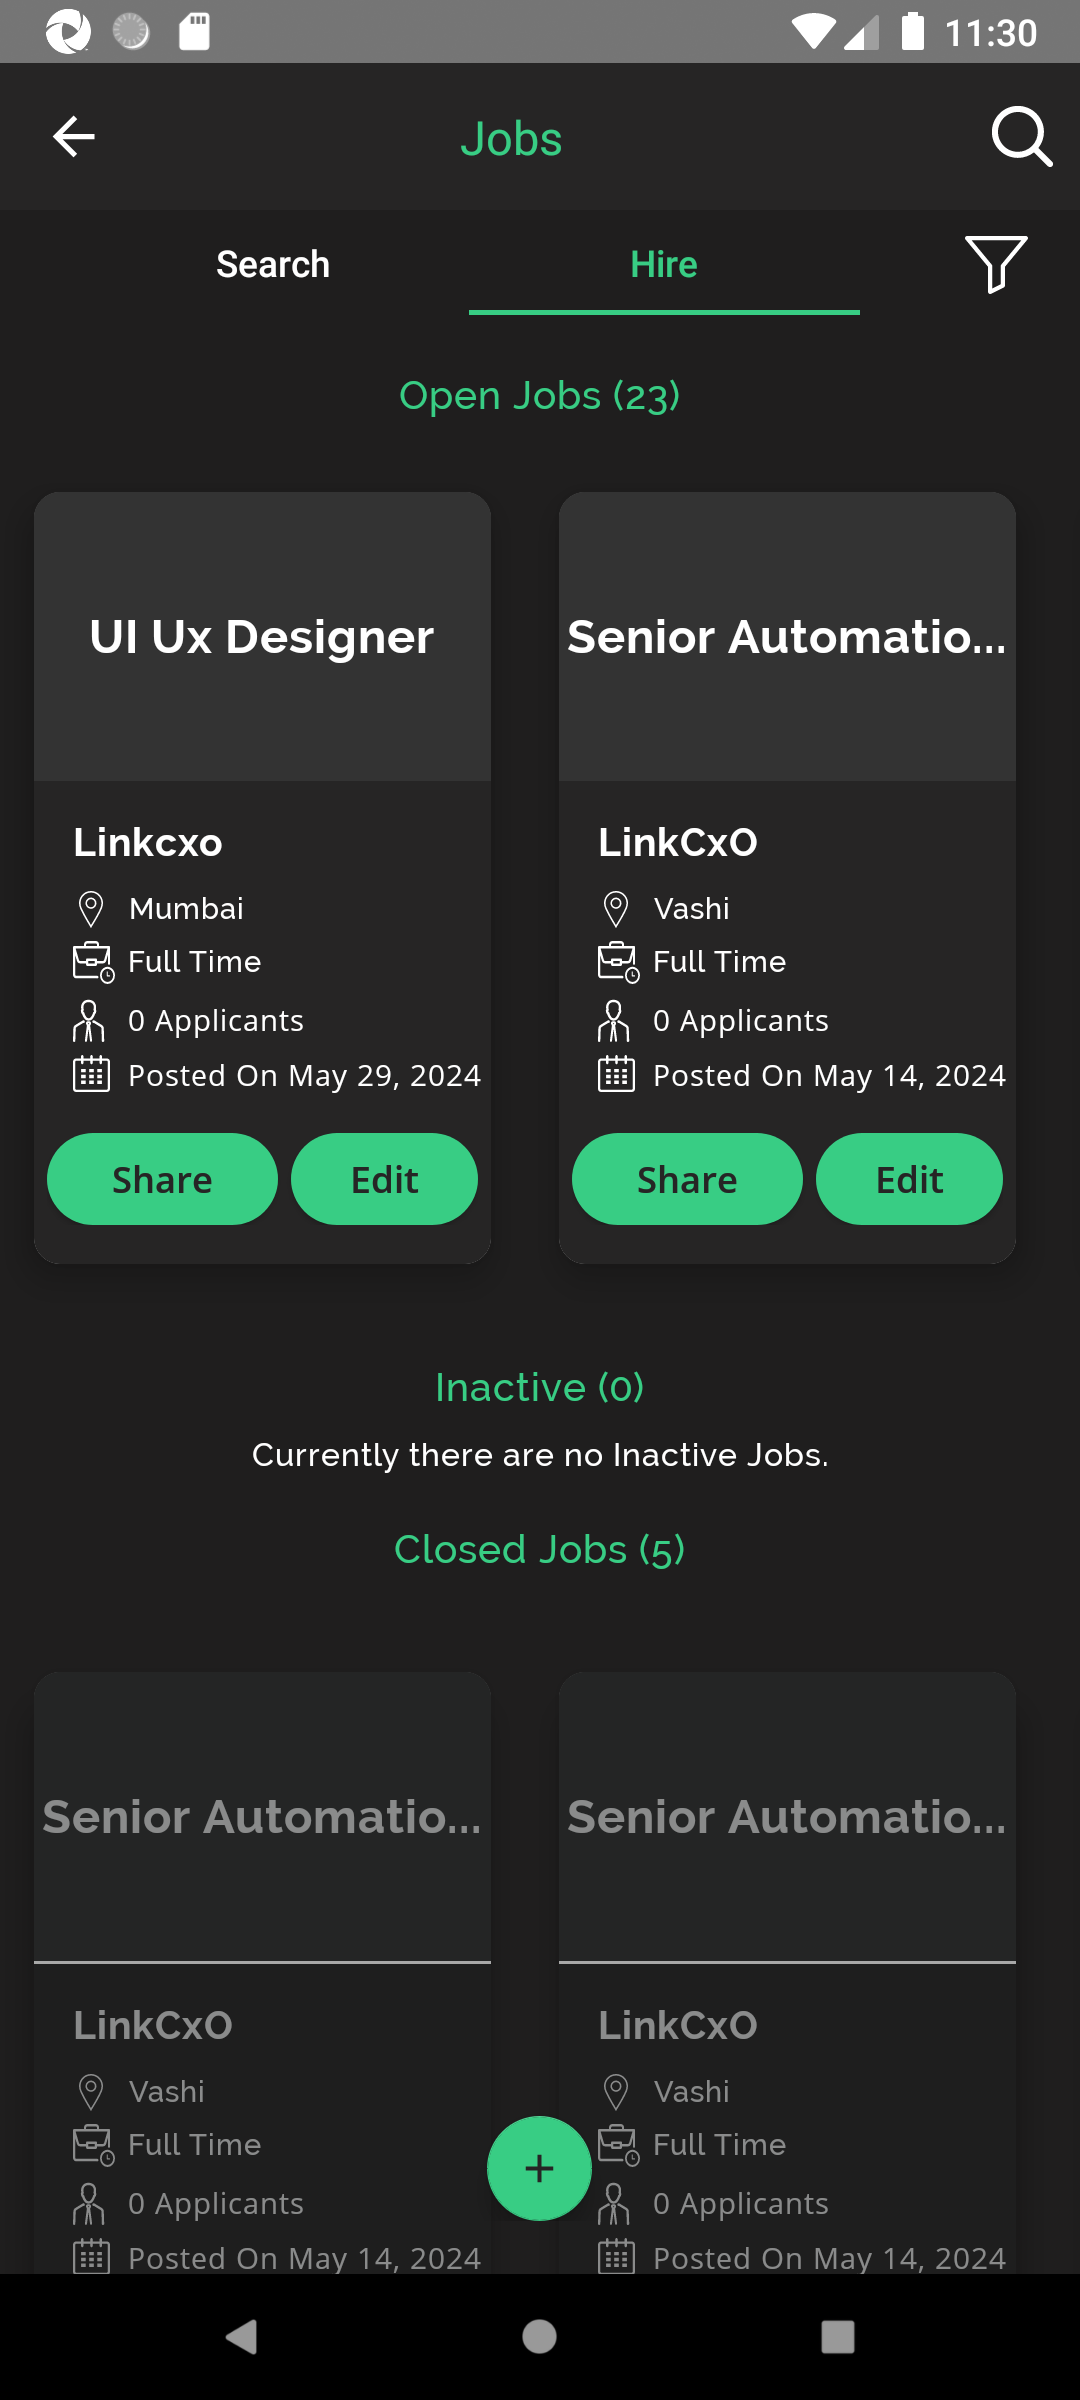 11:30
Jobs
Search
Hire
Open Jobs (23)
UI Ux Designer
Linkcxo
Mumbai
Full Time
0 Applicants
Posted On May 29, 2024
Share
Edit
Senior Automatio...
LinkCxO
Vashi
Full Time
0 Applicants
Posted On May 14, 2024
Share
Edit
Inactive (0)
Currently there are no Inactive Jobs.
Closed Jobs (5)
Senior Automatio...
LinkCxO
Vashi
Full Time
0 Applicants
Posted On May 14, 2024
Senior Automatio...
LinkCxO
Vashi
Full Time
0 Applicants
Posted On May 14, 2024